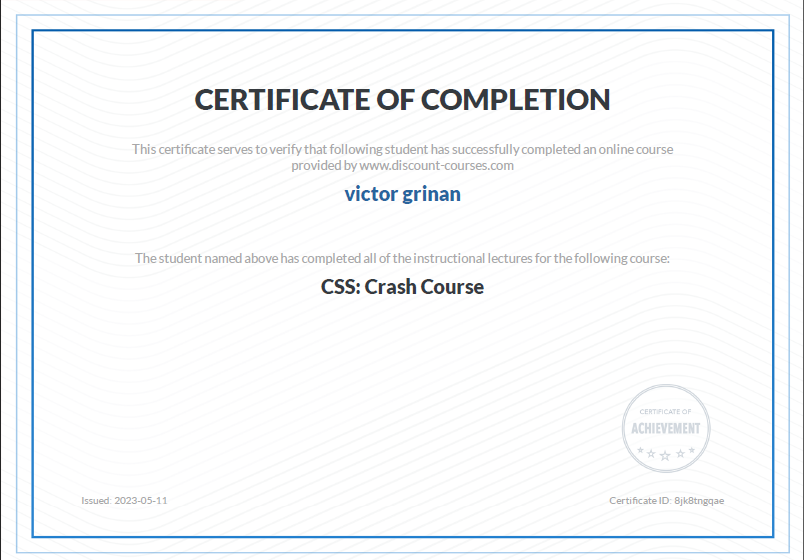 CERTIFICATE OF COMPLETION
This certificate serves to verify that following student has successfully completed an online course
provided by www.discount-courses.com
victor grinan
The student named above has completed all of the instructional lectures for the following course:
CSS: Crash Course
CERTIFICATE OF
ACHIEVEMENT
Issued: 2023-05-11
Certificate ID: 8jk8tngqae